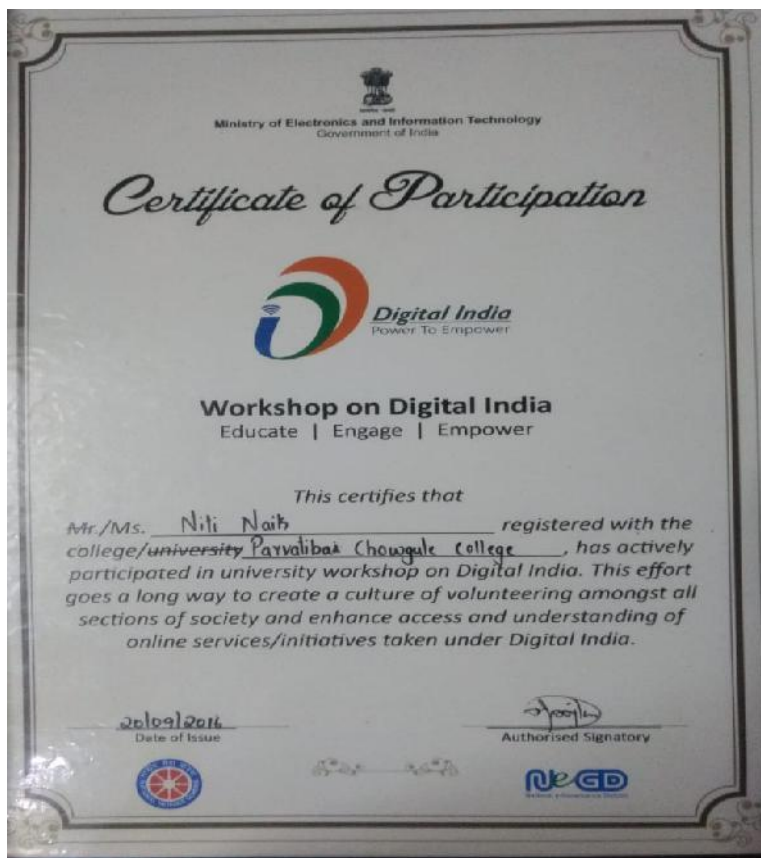 Ministry of Electronics and Information Technology
Government of India
Certificate of Participation
Digital India
Power To Empower
Workshop on Digital India
Educate | Engage | Empower
This certifies that
Mr./Ms. Niti Naik registered with the
college/university Parvatibai Chowgule College, has actively
participated in university workshop on Digital India. This effort
goes a long way to create a culture of volunteering amongst all
sections of society and enhance access and understanding of
online services/initiatives taken under Digital India.
20/09/2016
Date of Issue
Authorised Signatory
NeGD